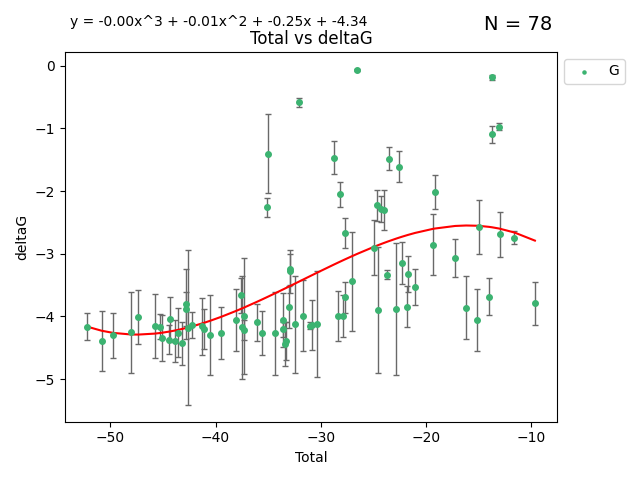 y = -0.00x^3 + -0.01x^2 + -0.25x + -4.34
N = 78
Total vs deltaG
G
deltaG
0
−1
−2
−3
−4
−5
−50
−40
−30
−20
−10
Total